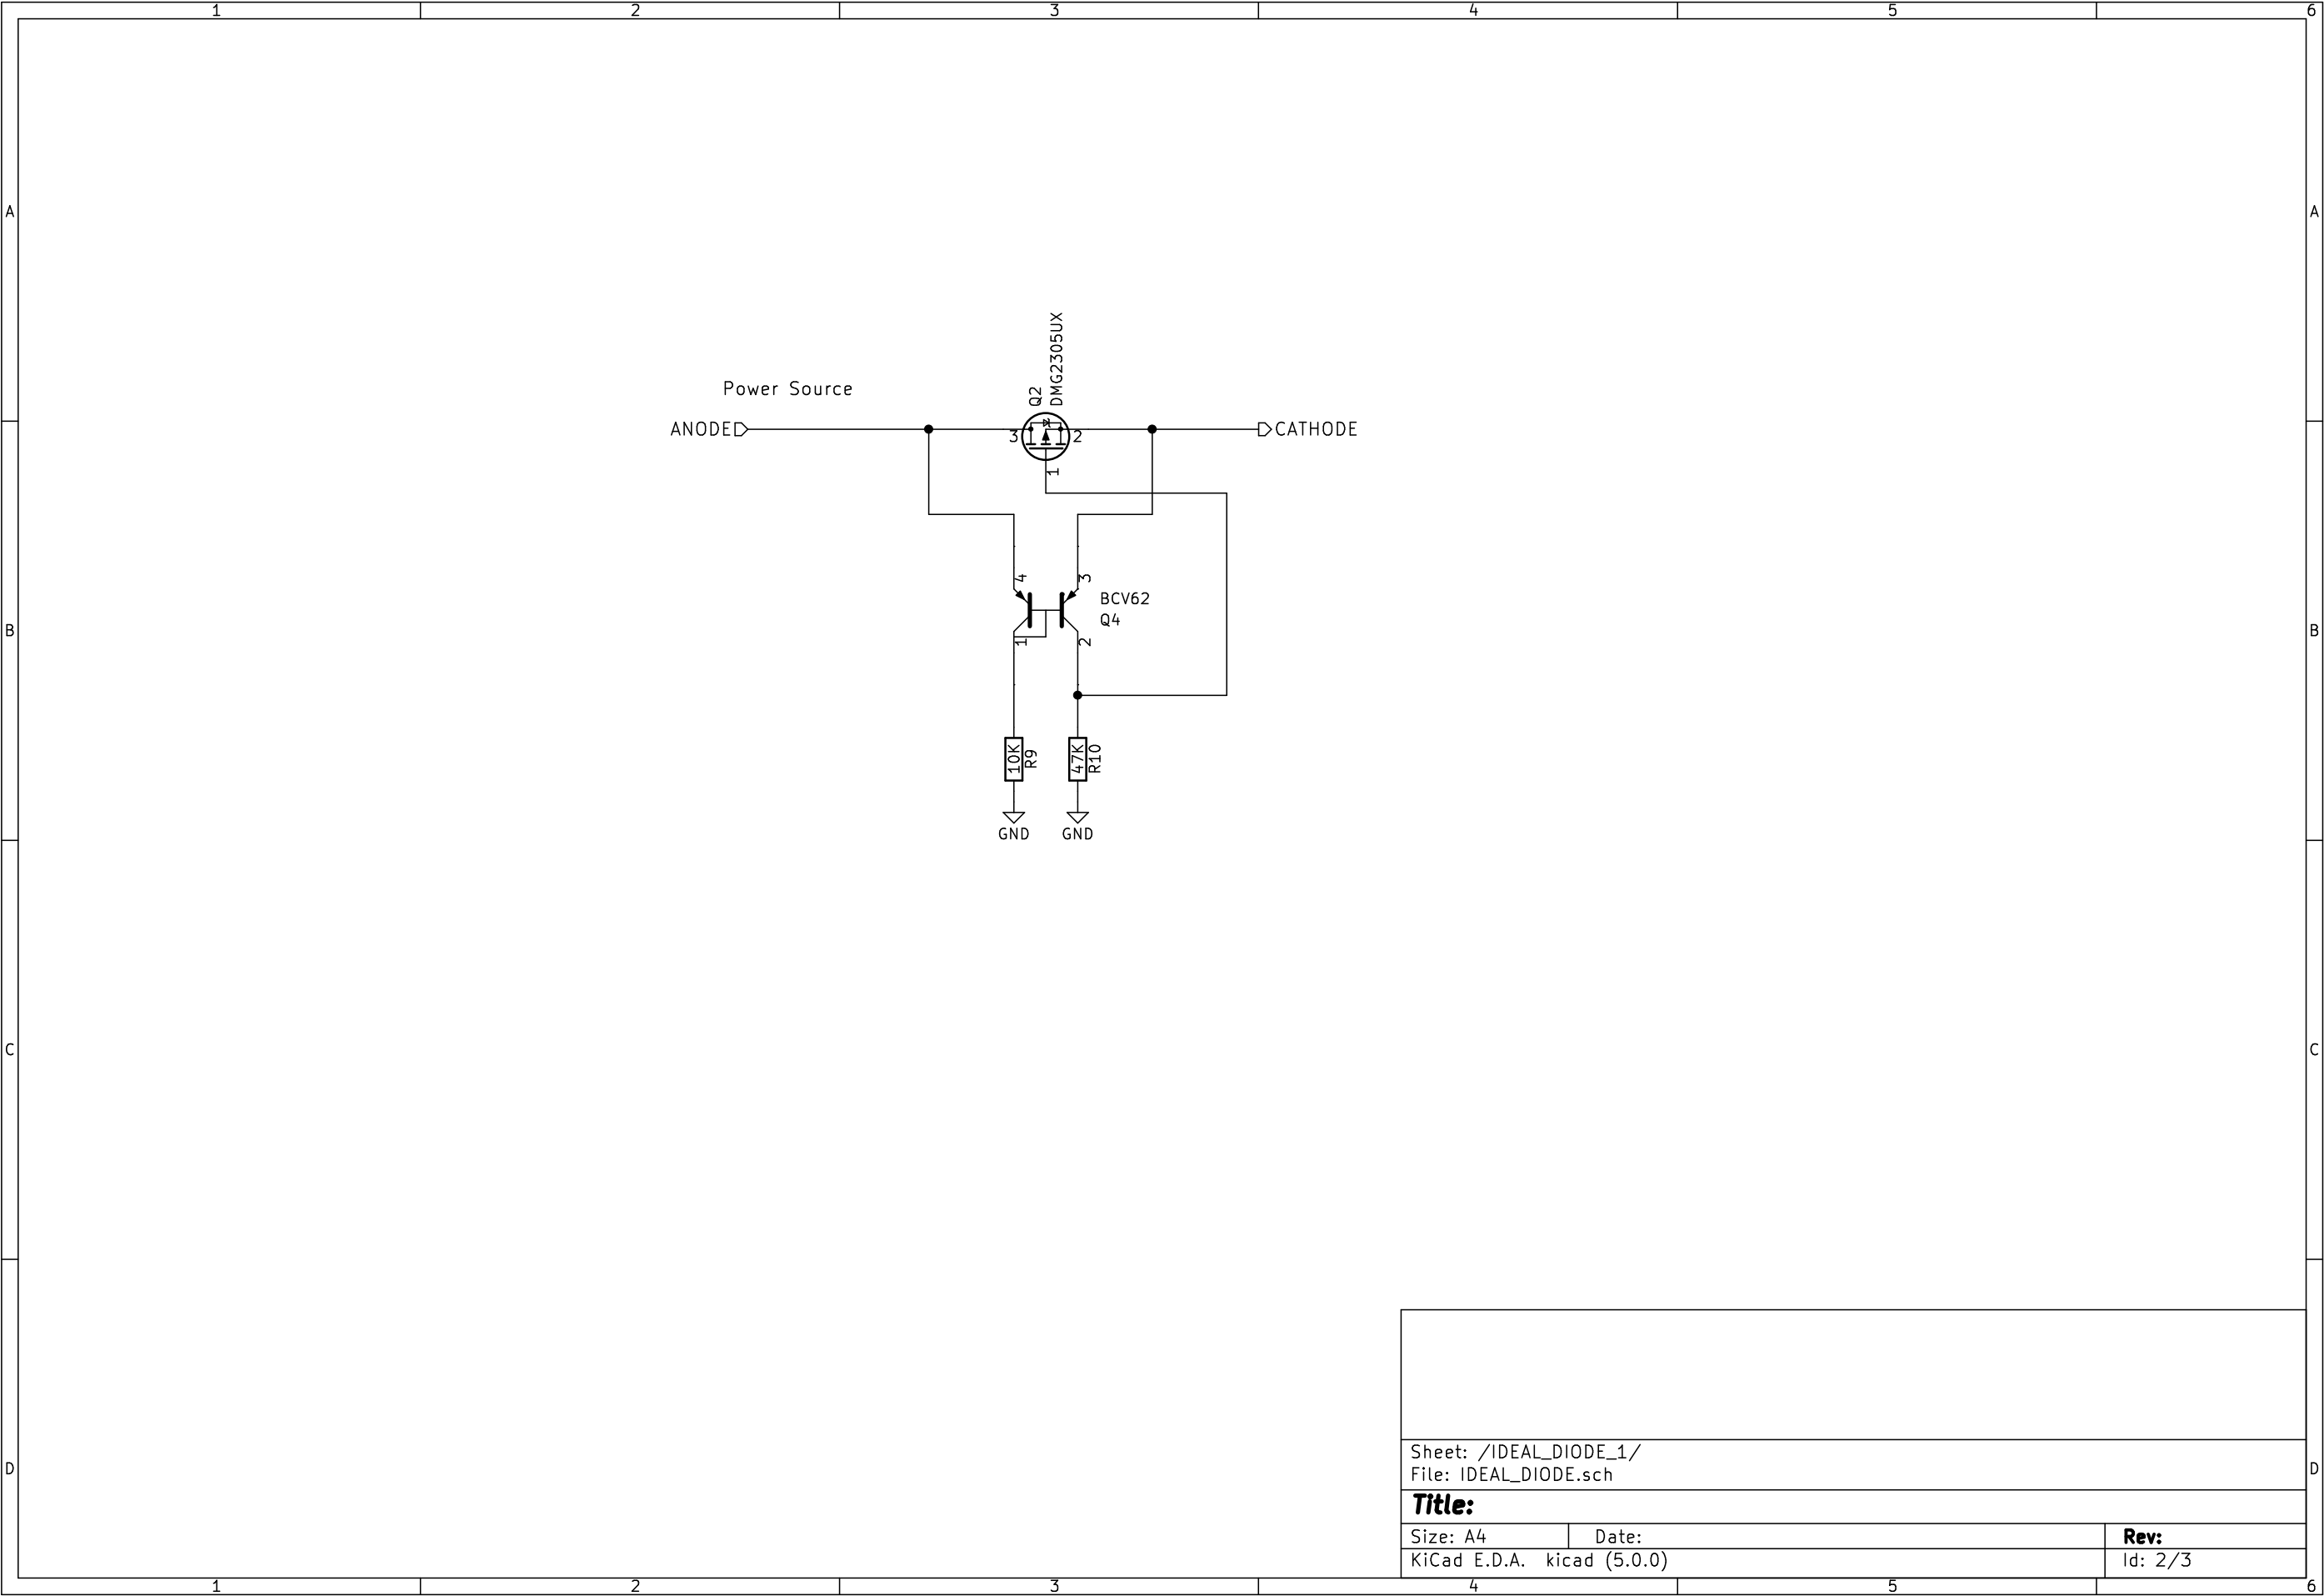 1 2 3 4 5 6
A A
DMG2305UX
Q2
Power Source
ANODE 3 2 CATHODE
1
4 3
BCV62
Q4
B B
1 2
10K R9 47K R10
GND GND
C C
Sheet: /IDEAL_DIODE_1/
File: IDEAL_DIODE.sch
D D
Title:
Size: A4 Date: Rev:
KiCad E.D.A. kicad (5.0.0) Id: 2/3
1 2 3 4 5 6